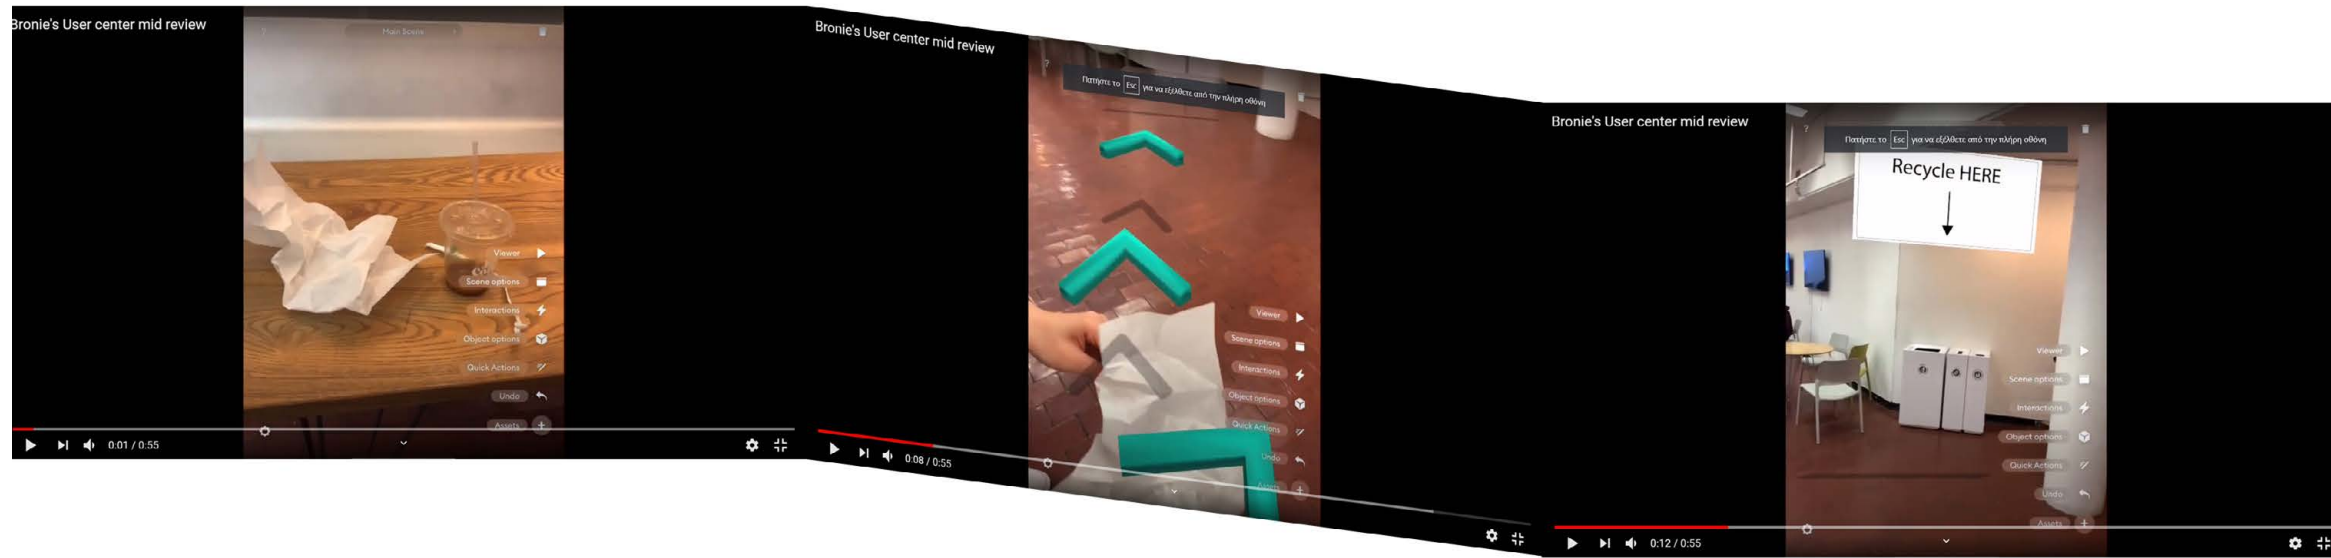 Bronie's User center mid review
?
Main Scene
Viewer
Scene options
Interactions
Object options
Quick Actions
Undo
Assets
0:01 / 0:55
Bronie's User center mid review
?
Πατήστε το Esc για να εξέλθετε από την πλήρη οθόνη
Viewer
Scene options
Interactions
Object options
Quick Actions
Undo
Assets
0:08 / 0:55
Bronie's User center mid review
?
Πατήστε το Esc για να εξέλθετε από την πλήρη οθόνη
Recycle HERE
Viewer
Scene options
Interactions
Object options
Quick Actions
Undo
Assets
0:12 / 0:55